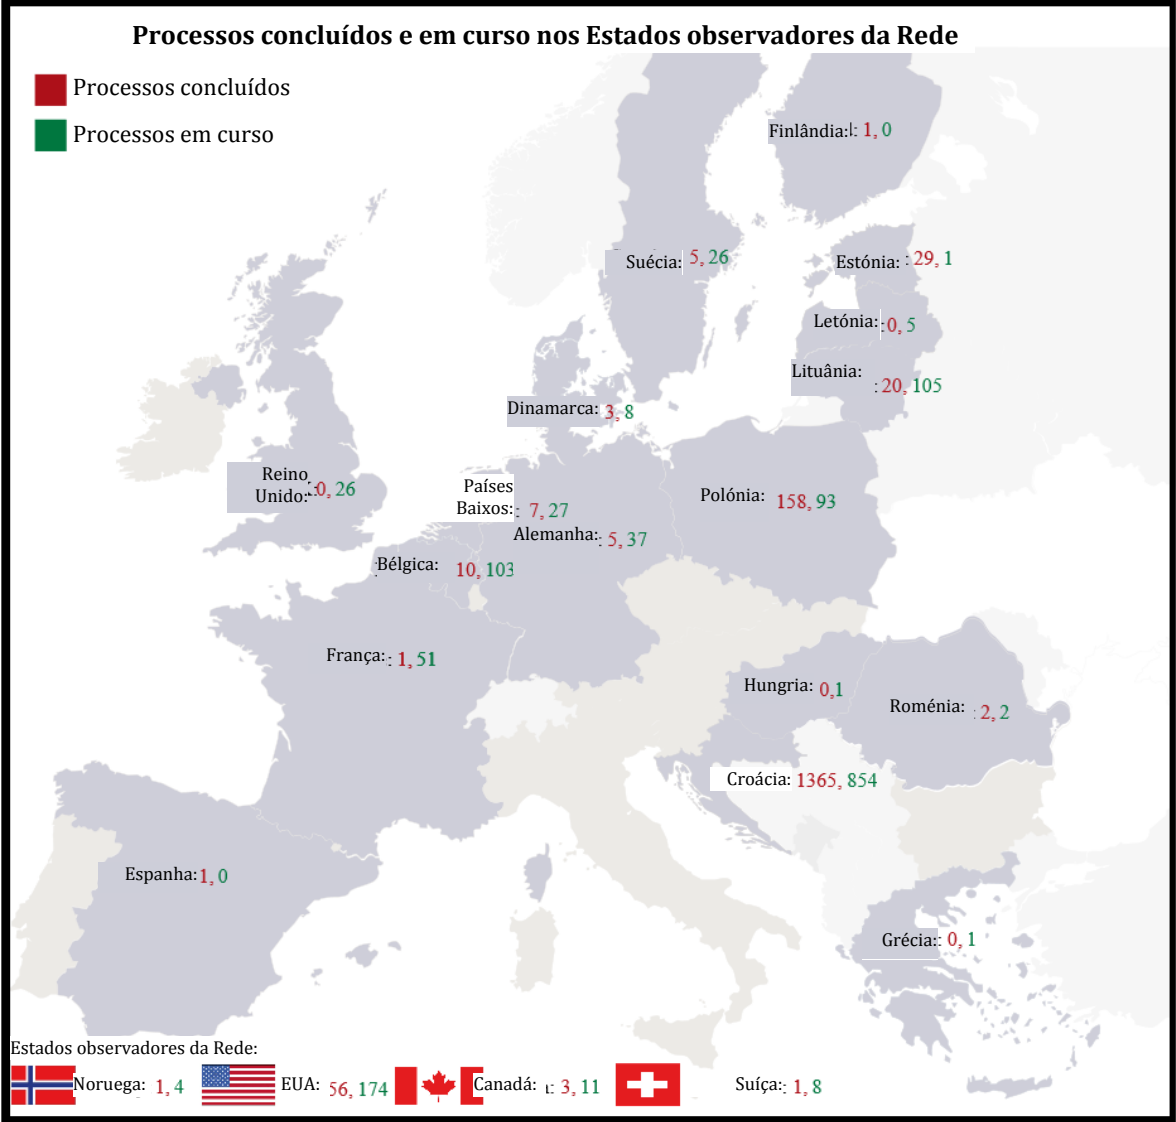 Processos concluídos e em curso nos Estados observadores da Rede
Processos concluídos
Processos em curso
Finlândia: 1, 0
Suécia: 5, 26
Estónia: 29, 1
Letónia: 0, 5
Lituânia: 20, 105
Dinamarca: 3, 8
Reino
Unido: 0, 26
Países
Baixos: 7, 27
Polónia: 158, 93
Alemanha: 5, 37
Bélgica: 10, 103
França: 1, 51
Hungria: 0,1
Roménia: 2, 2
Croácia: 1365, 854
Espanha: 1, 0
Grécia: 0, 1
Estados observadores da Rede:
Noruega: 1, 4
EUA: 56, 174
Canadá: 3, 11
Suíça: 1, 8